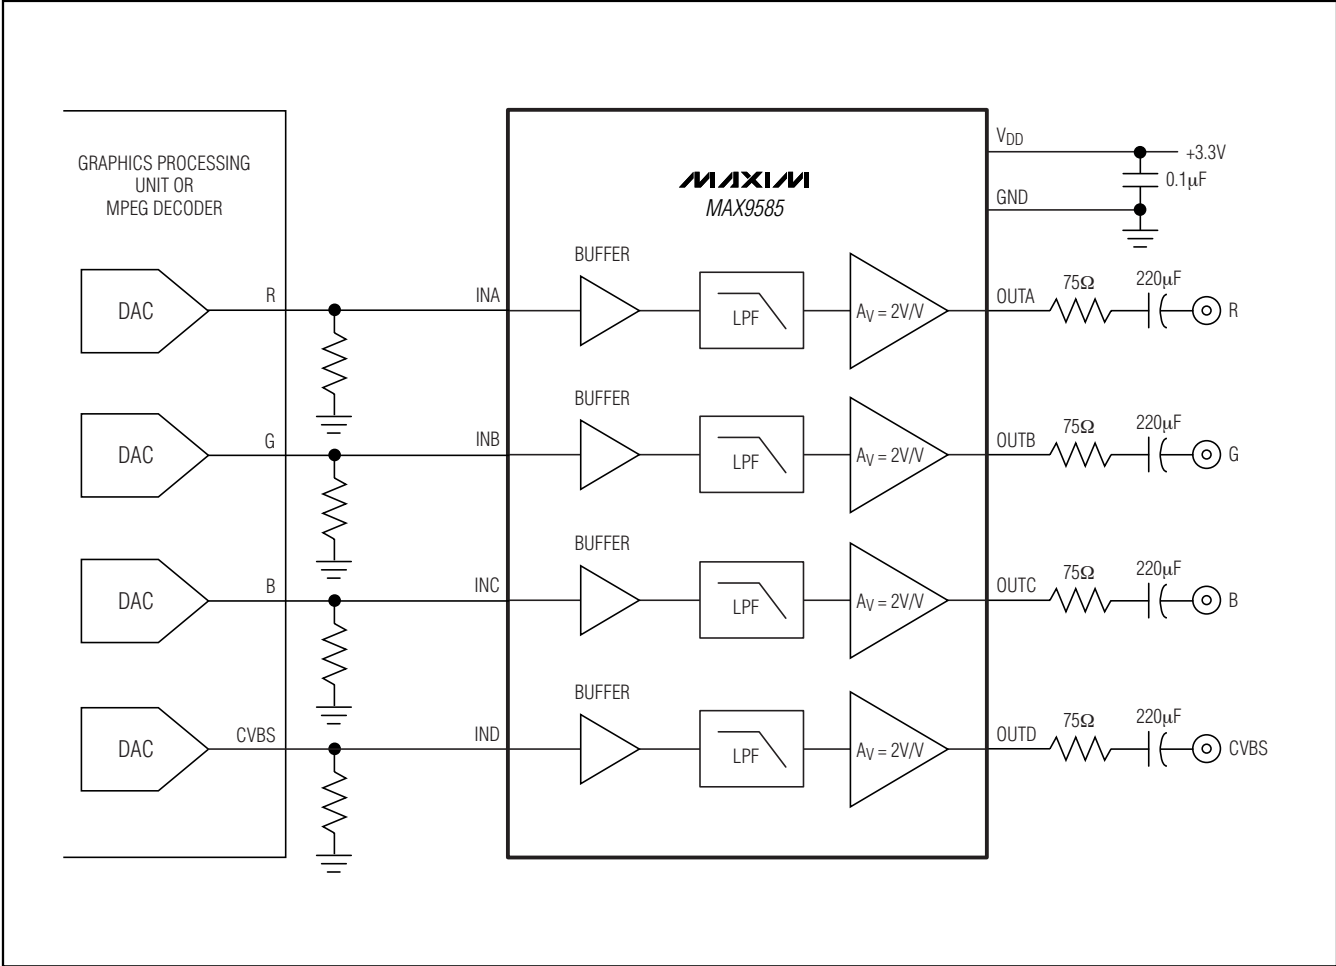 GRAPHICS PROCESSING
UNIT OR
MPEG DECODER
MAXIM
MAX9585
VDD
+3.3V
0.1μF
GND
DAC
R
INA
BUFFER
LPF
AV = 2V/V
OUTA
75Ω
220μF
R
DAC
G
INB
BUFFER
LPF
AV = 2V/V
OUTB
75Ω
220μF
G
DAC
B
INC
BUFFER
LPF
AV = 2V/V
OUTC
75Ω
220μF
B
DAC
CVBS
IND
BUFFER
LPF
AV = 2V/V
OUTD
75Ω
220μF
CVBS